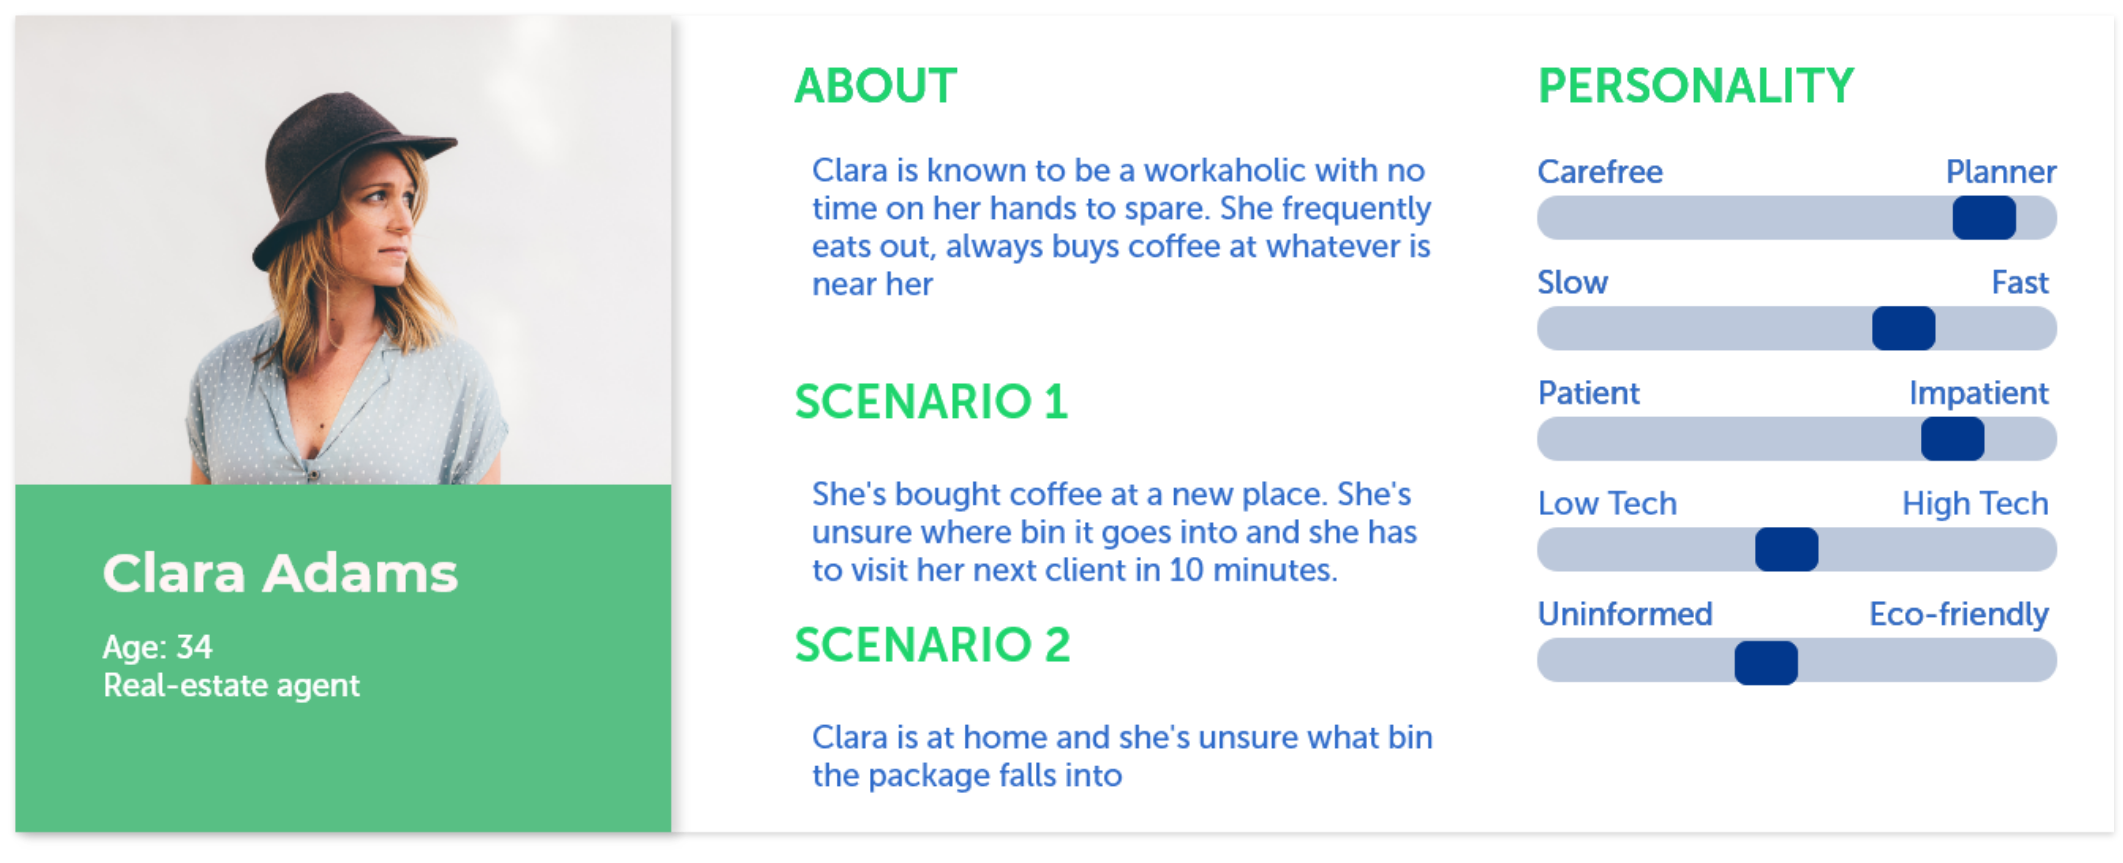 Clara Adams
Age: 34
Real-estate agent
ABOUT
Clara is known to be a workaholic with no
time on her hands to spare. She frequently
eats out, always buys coffee at whatever is
near her
SCENARIO 1
She's bought coffee at a new place. She's
unsure where bin it goes into and she has
to visit her next client in 10 minutes.
SCENARIO 2
Clara is at home and she's unsure what bin
the package falls into
PERSONALITY
Carefree Planner
Slow Fast
Patient Impatient
Low Tech High Tech
Uninformed Eco-friendly